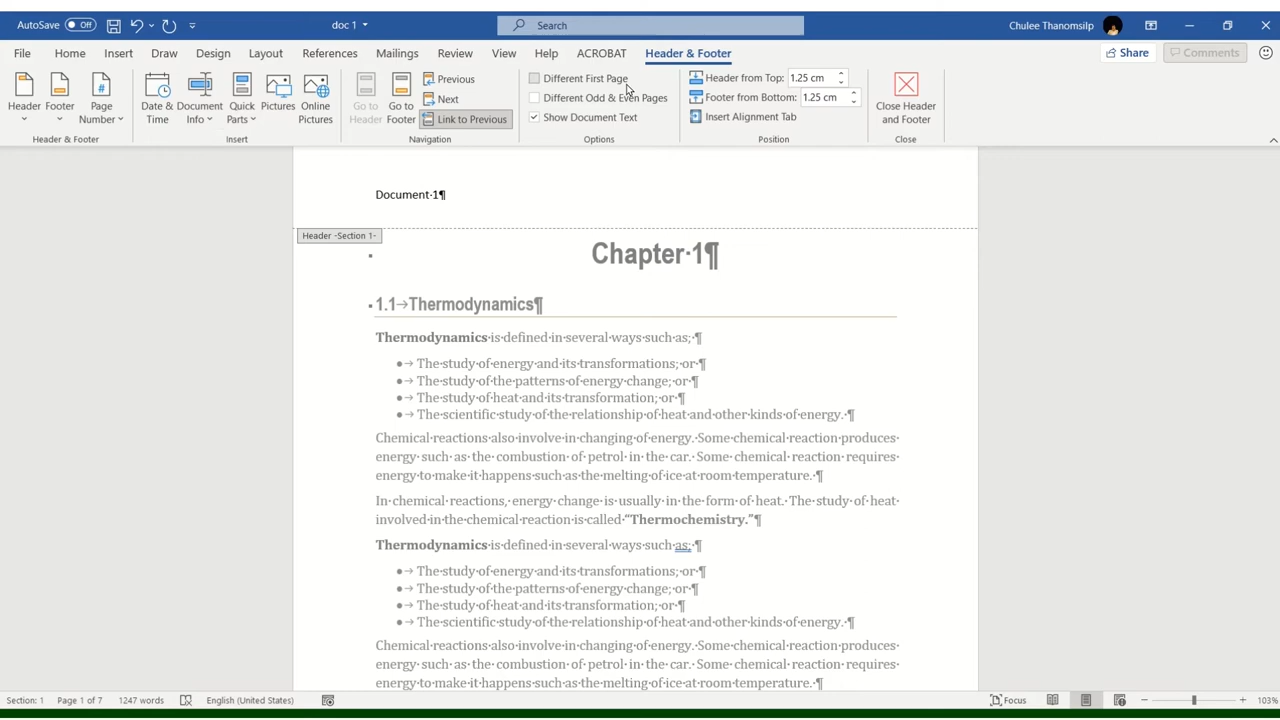 AutoSave Off doc 1 Search Chulee Thanomsilp
File Home Insert Draw Design Layout References Mailings Review View Help ACROBAT Header & Footer Share Comments
Header Footer Page Number
Header & Footer
Date & Time Document Info Quick Parts Pictures Online Pictures
Insert
Go to Header Go to Footer Previous
Next
Link to Previous
Navigation
Different First Page
Different Odd & Even Pages
Show Document Text
Options
Header from Top: 1.25 cm
Footer from Bottom: 1.25 cm
Insert Alignment Tab
Position
Close Header and Footer
Close
Document·1¶
Header -Section 1-
Chapter·1¶
1.1→Thermodynamics¶
Thermodynamics·is·defined·in·several·ways·such·as;·¶
●→The·study·of·energy·and·its·transformations;·or·¶
●→The·study·of·the·patterns·of·energy·change;·or·¶
●→The·study·of·heat·and·its·transformation;·or·¶
●→The·scientific·study·of·the·relationship·of·heat·and·other·kinds·of·energy.·¶
Chemical·reactions·also·involve·in·changing·of·energy.·Some·chemical·reaction·produces·
energy·such·as·the·combustion·of·petrol·in·the·car.·Some·chemical·reaction·requires·
energy·to·make·it·happens·such·as·the·melting·of·ice·at·room·temperature.·¶
In·chemical·reactions,·energy·change·is·usually·in·the·form·of·heat.·The·study·of·heat·
involved·in·the·chemical·reaction·is·called·“Thermochemistry.”¶
Thermodynamics·is·defined·in·several·ways·such·as;·¶
●→The·study·of·energy·and·its·transformations;·or·¶
●→The·study·of·the·patterns·of·energy·change;·or·¶
●→The·study·of·heat·and·its·transformation;·or·¶
●→The·scientific·study·of·the·relationship·of·heat·and·other·kinds·of·energy.·¶
Chemical·reactions·also·involve·in·changing·of·energy.·Some·chemical·reaction·produces·
energy·such·as·the·combustion·of·petrol·in·the·car.·Some·chemical·reaction·requires·
energy·to·make·it·happens·such·as·the·melting·of·ice·at·room·temperature.·¶
Section: 1 Page 1 of 7 1247 words English (United States) Focus 103%